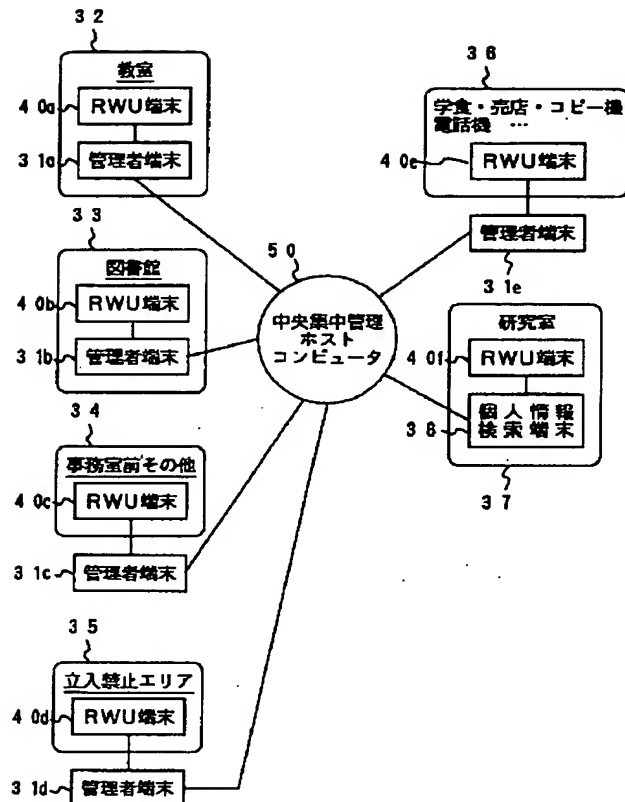 32
教室
40a
RWU端末
31a
管理者端末
33
図書館
40b
RWU端末
31b
管理者端末
34
事務室前その他
40c
RWU端末
31c
管理者端末
35
立入禁止エリア
40d
RWU端末
31d
管理者端末
50
中央集中管理
ホスト
コンピュータ
36
学食・売店・コピー機
電話機 …
40e
RWU端末
管理者端末
31e
研究室
40f
RWU端末
個人情報
検索端末
38
37